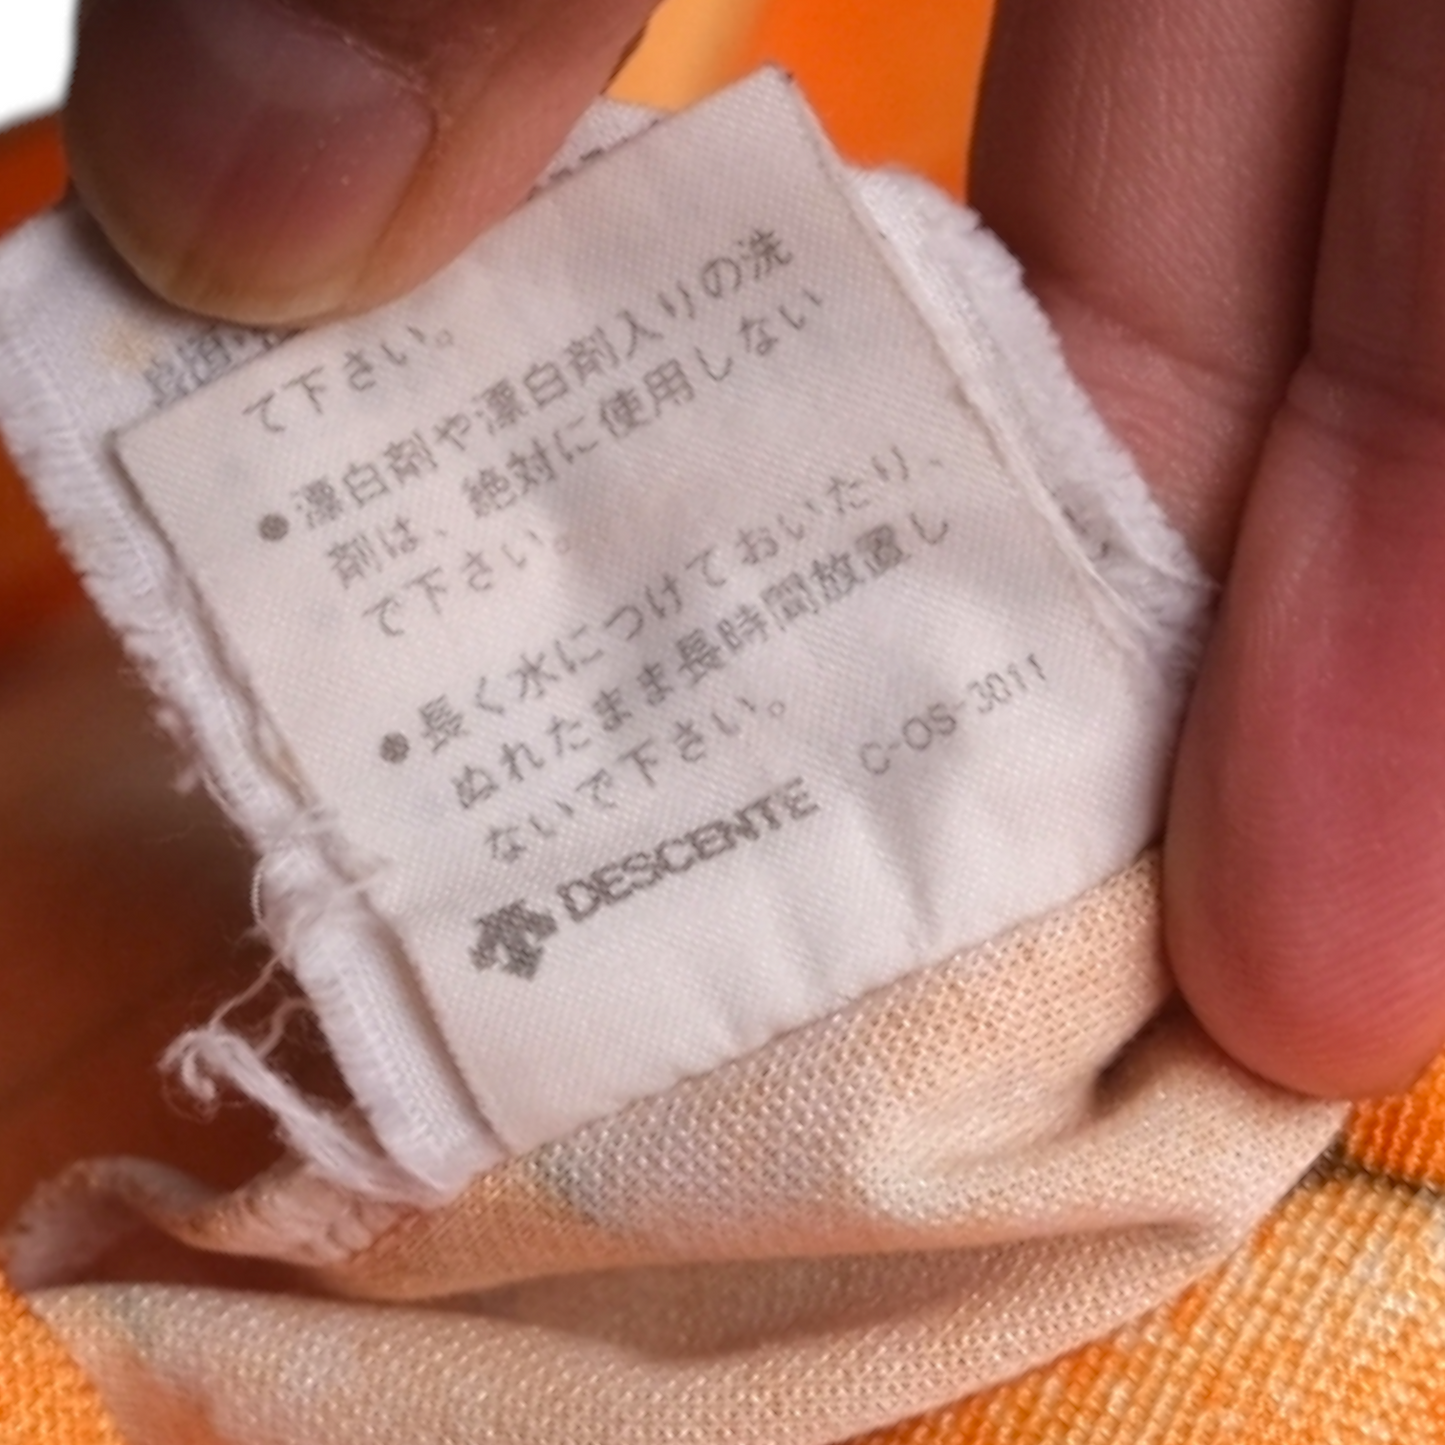 て下さい。
●漂白剤や漂白剤入りの洗
剤は、絶対に使用しない
で下さい。
●長く水につけておいたり、
ぬれたまま長時間放置し
ないで下さい。
C-OS-3011
DESCENTE